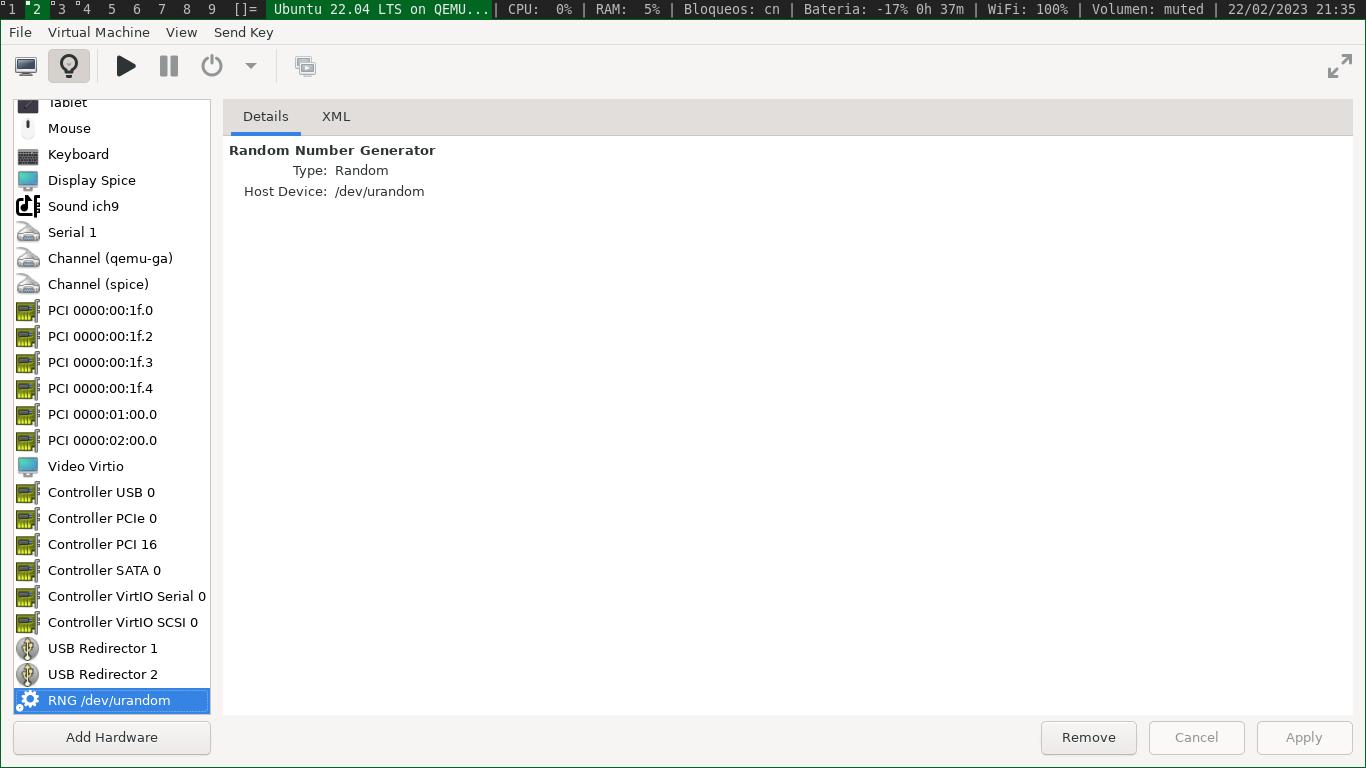 1 2 3 4 5 6 7 8 9 []= Ubuntu 22.04 LTS on QEMU... | CPU: 0% | RAM: 5% | Bloqueos: cn | Bateria: -17% 0h 37m | WiFi: 100% | Volumen: muted | 22/02/2023 21:35
File Virtual Machine View Send Key
Tablet
Mouse
Keyboard
Display Spice
Sound ich9
Serial 1
Channel (qemu-ga)
Channel (spice)
PCI 0000:00:1f.0
PCI 0000:00:1f.2
PCI 0000:00:1f.3
PCI 0000:00:1f.4
PCI 0000:01:00.0
PCI 0000:02:00.0
Video Virtio
Controller USB 0
Controller PCIe 0
Controller PCI 16
Controller SATA 0
Controller VirtIO Serial 0
Controller VirtIO SCSI 0
USB Redirector 1
USB Redirector 2
RNG /dev/urandom
Add Hardware
Details XML
Random Number Generator
Type: Random
Host Device: /dev/urandom
Remove Cancel Apply